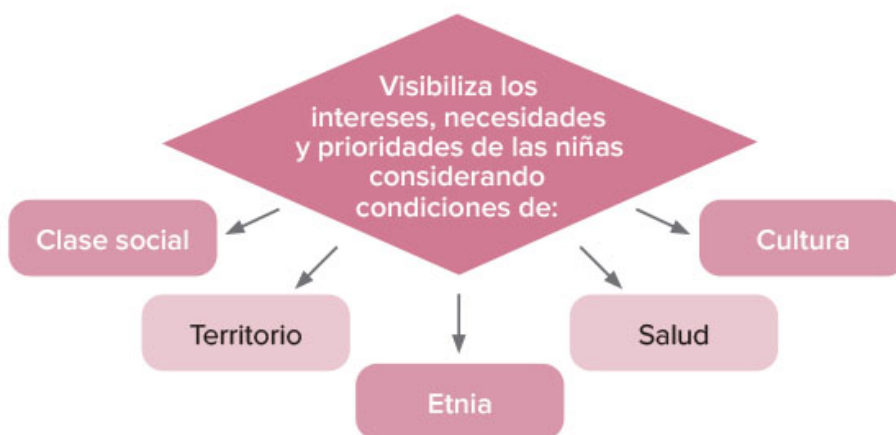 Visibiliza los
intereses, necesidades
y prioridades de las niñas
considerando
condiciones de:
Clase social
Territorio
Etnia
Salud
Cultura